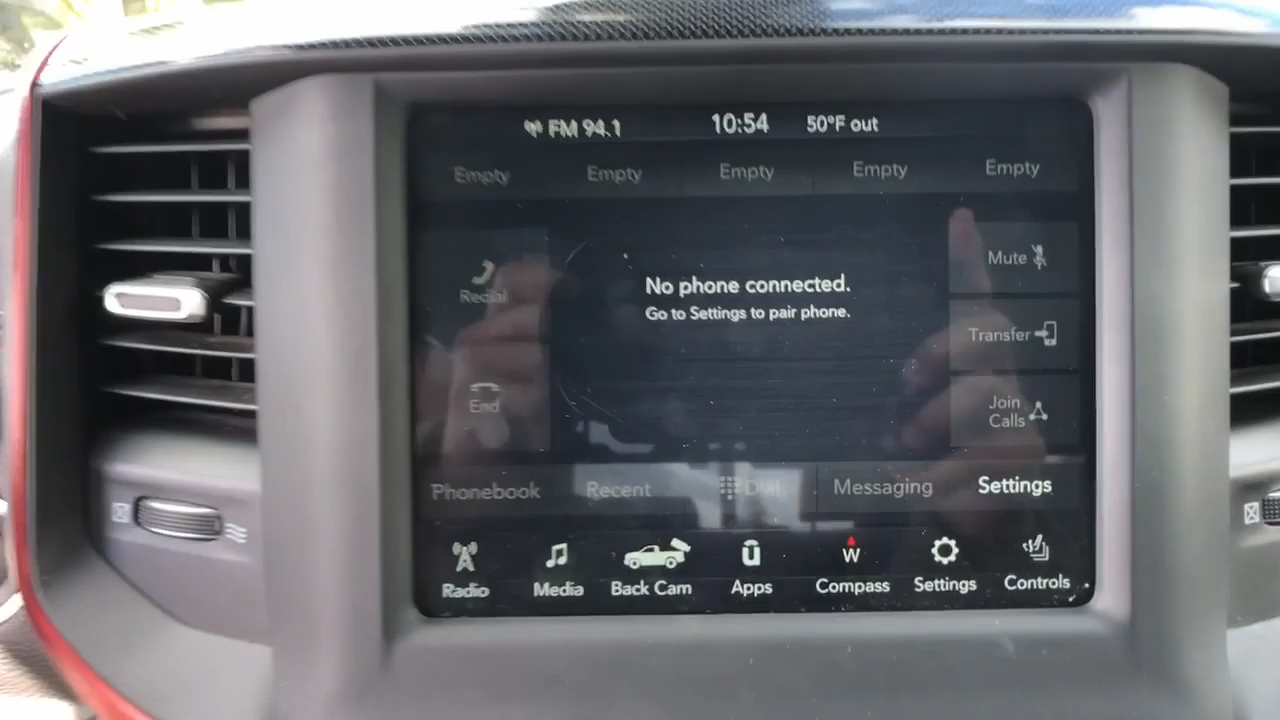 FM 94.1 10:54 50°F out
Empty Empty Empty Empty Empty
Redial
No phone connected.
Go to Settings to pair phone.
Mute
Transfer
End
Join
Calls
Phonebook Recent Dial Messaging Settings
W
Radio Media Back Cam Apps Compass Settings Controls